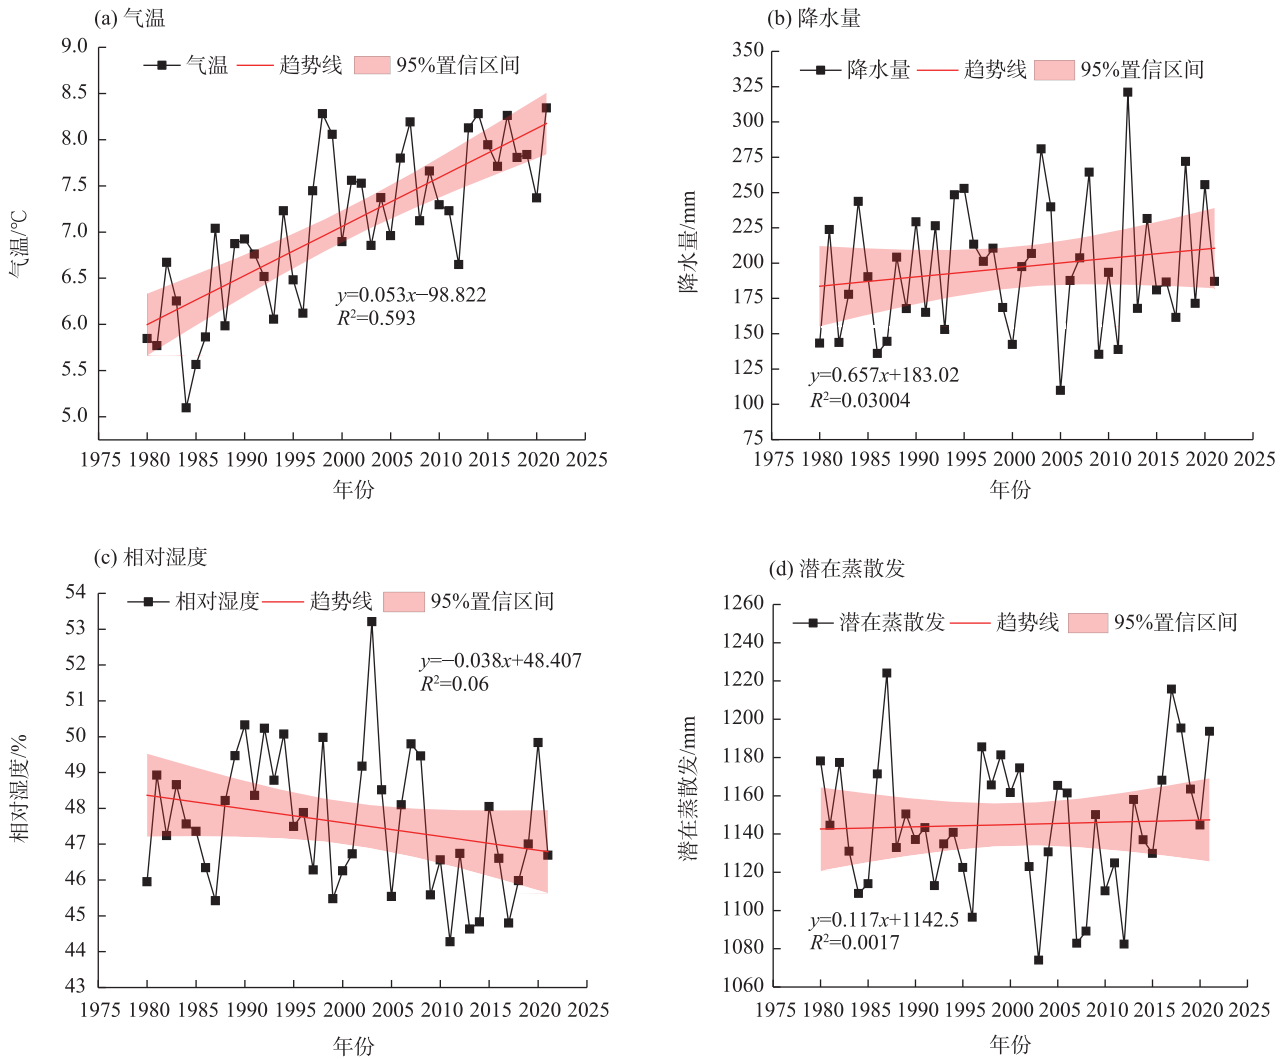 (a) 气温
气温 趋势线 95%置信区间
9.0
8.5
8.0
7.5
7.0
6.5
6.0
5.5
5.0
气温/℃
y=0.053x−98.822
R²=0.593
1975 1980 1985 1990 1995 2000 2005 2010 2015 2020 2025
年份
(b) 降水量
降水量 趋势线 95%置信区间
350
325
300
275
250
225
200
175
150
125
100
75
降水量/mm
y=0.657x+183.02
R²=0.03004
1975 1980 1985 1990 1995 2000 2005 2010 2015 2020 2025
年份
(c) 相对湿度
相对湿度 趋势线 95%置信区间
54
53
52
51
50
49
48
47
46
45
44
43
相对湿度/%
y=−0.038x+48.407
R²=0.06
1975 1980 1985 1990 1995 2000 2005 2010 2015 2020 2025
年份
(d) 潜在蒸散发
潜在蒸散发 趋势线 95%置信区间
1260
1240
1220
1200
1180
1160
1140
1120
1100
1080
1060
潜在蒸散发/mm
y=0.117x+1142.5
R²=0.0017
1975 1980 1985 1990 1995 2000 2005 2010 2015 2020 2025
年份